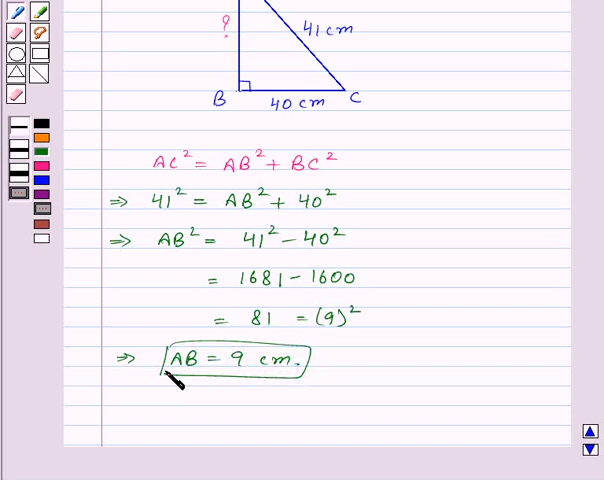 ?
41 cm
B
40 cm
C
AC² = AB² + BC²
⇒ 41² = AB² + 40²
⇒ AB² = 41² - 40²
= 1681 - 1600
= 81 = (9)²
⇒ AB = 9 cm.